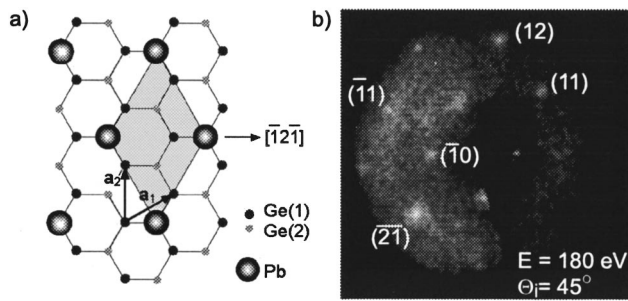 a)
[1̄21̄]
a₂
a₁
Ge(1)
Ge(2)
Pb
b)
(12)
(1̄1)
(11)
(1̄0)
(2̄1̄)
E = 180 eV
Θᵢ= 45°